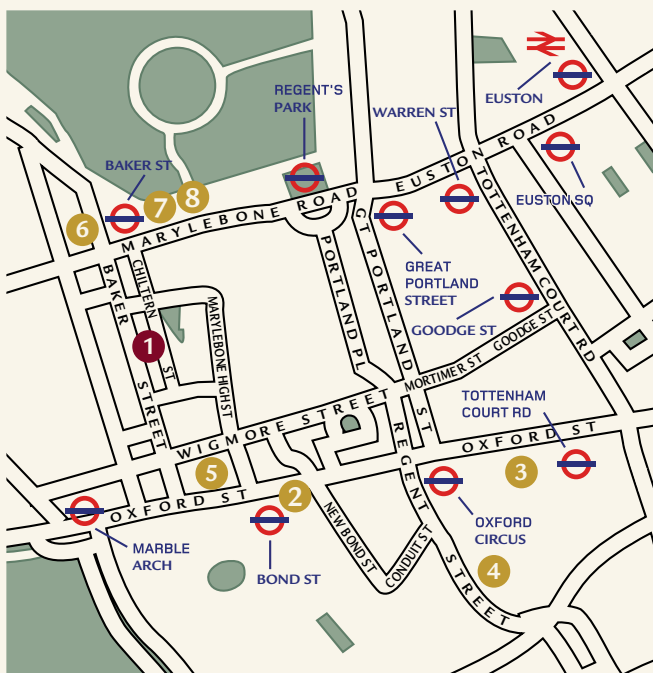 REGENT'S
PARK
WARREN ST
EUSTON
BAKER ST
EUSTON ROAD
EUSTON SQ
8
7
6
MARYLEBONE ROAD
TOTTENHAM COURT RD
GREAT
PORTLAND
STREET
GOODGE ST
CHILTERN ST
BAKER STREET
MARYLEBONE HIGH ST
PORTLAND PL
GT PORTLAND ST
1
MORTIMER ST
GOODGE ST
TOTTENHAM
COURT RD
WIGMORE STREET
OXFORD ST
REGENT STREET
5
3
2
OXFORD ST
NEW BOND ST
CONDUIT ST
OXFORD
CIRCUS
MARBLE
ARCH
BOND ST
4